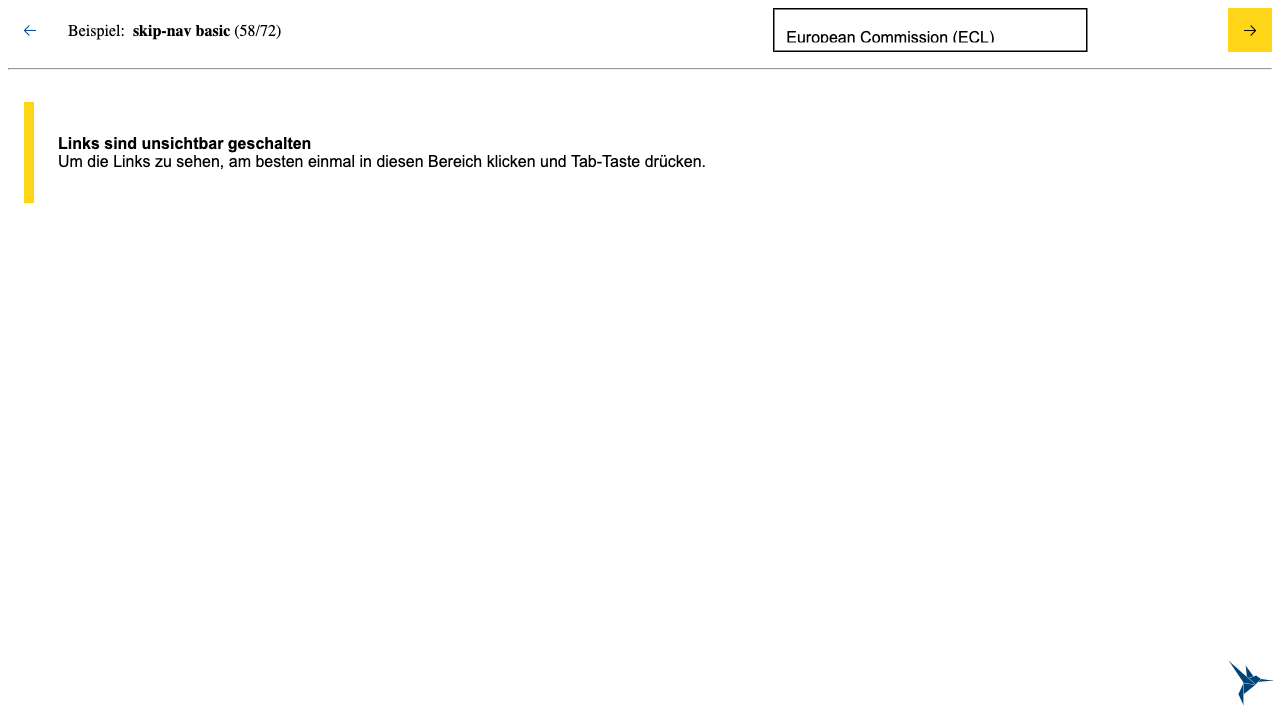 Beispiel: skip-nav basic (58/72)
European Commission (ECL)
Links sind unsichtbar geschalten
Um die Links zu sehen, am besten einmal in diesen Bereich klicken und Tab-Taste drücken.